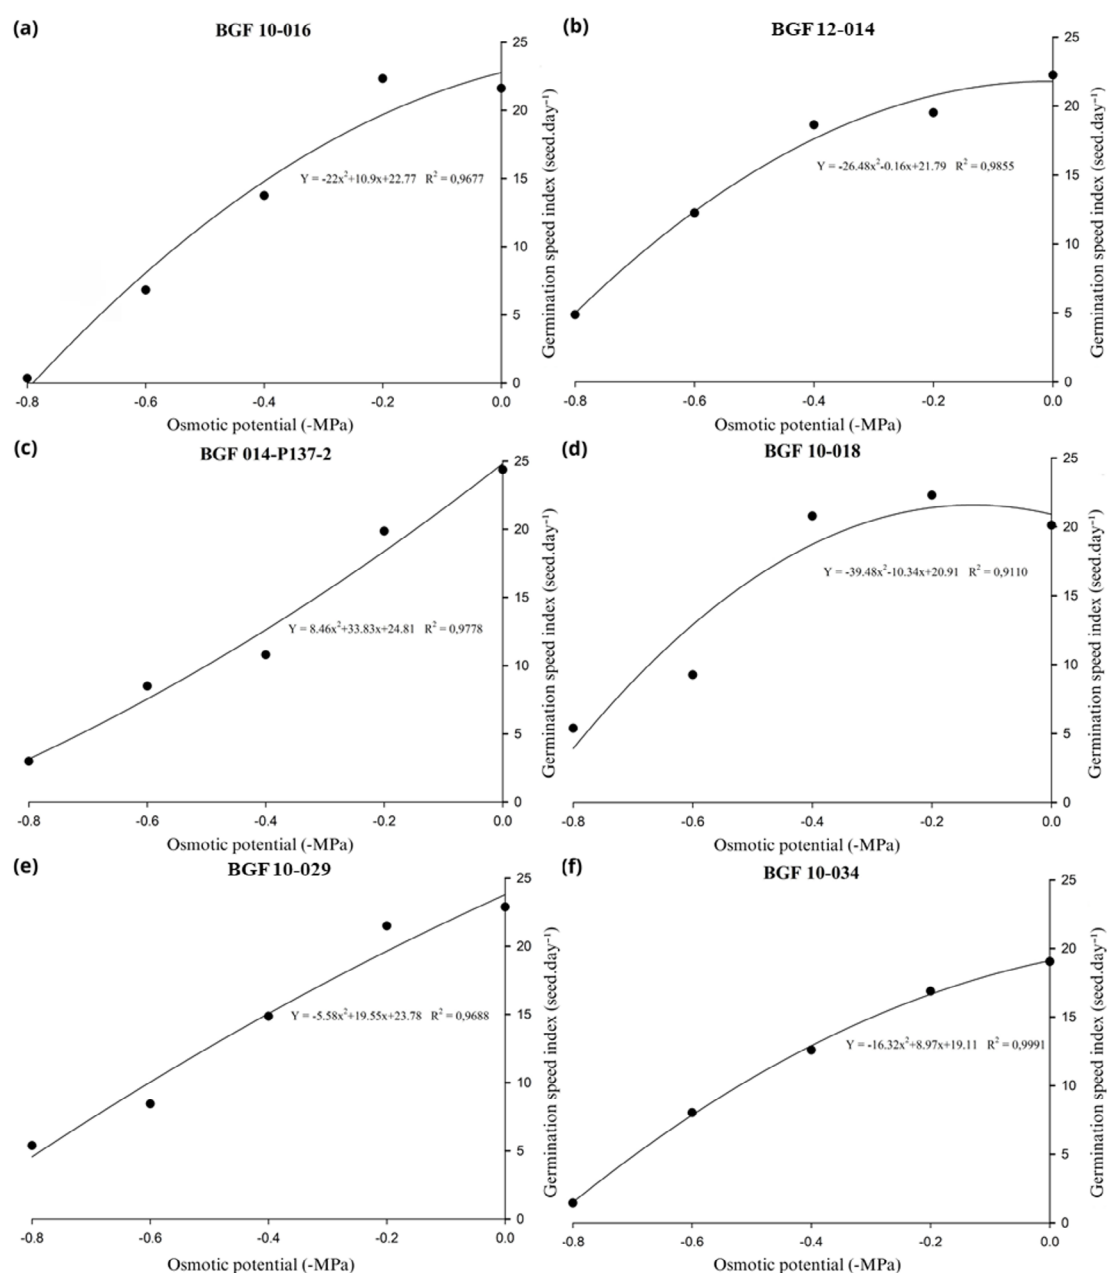 (a)
BGF 10-016
25
20
15
10
5
0
Y = -22x²+10.9x+22.77 R² = 0,9677
Germination speed index (seed.day⁻¹)
-0.8 -0.6 -0.4 -0.2 0.0
Osmotic potential (-MPa)
(b)
BGF 12-014
25
20
15
10
5
0
Y = -26.48x²-0.16x+21.79 R² = 0,9855
Germination speed index (seed.day⁻¹)
-0.8 -0.6 -0.4 -0.2 0.0
Osmotic potential (-MPa)
(c)
BGF 014-P137-2
25
20
15
10
5
0
Y = 8.46x²+33.83x+24.81 R² = 0,9778
Germination speed index (seed.day⁻¹)
-0.8 -0.6 -0.4 -0.2 0.0
Osmotic potential (-MPa)
(d)
BGF 10-018
25
20
15
10
5
0
Y = -39.48x²-10.34x+20.91 R² = 0,9110
Germination speed index (seed.day⁻¹)
-0.8 -0.6 -0.4 -0.2 0.0
Osmotic potential (-MPa)
(e)
BGF 10-029
25
20
15
10
5
0
Y = -5.58x²+19.55x+23.78 R² = 0,9688
Germination speed index (seed.day⁻¹)
-0.8 -0.6 -0.4 -0.2 0.0
Osmotic potential (-MPa)
(f)
BGF 10-034
25
20
15
10
5
0
Y = -16.32x²+8.97x+19.11 R² = 0,9991
Germination speed index (seed.day⁻¹)
-0.8 -0.6 -0.4 -0.2 0.0
Osmotic potential (-MPa)